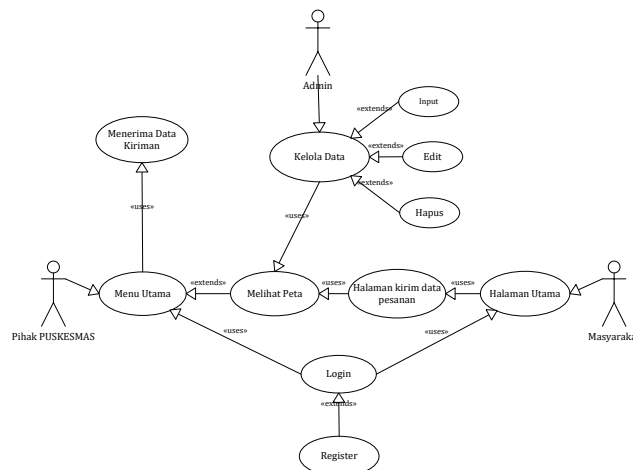 Admin
«extends»
Input
Menerima Data
Kiriman
Kelola Data
«extends»
Edit
«extends»
Hapus
«uses»
«uses»
Pihak PUSKESMAS
Menu Utama
«extends»
Melihat Peta
«uses»
Halaman kirim data
pesanan
«uses»
Halaman Utama
Masyaraka
«uses»
«uses»
Login
«extends»
Register